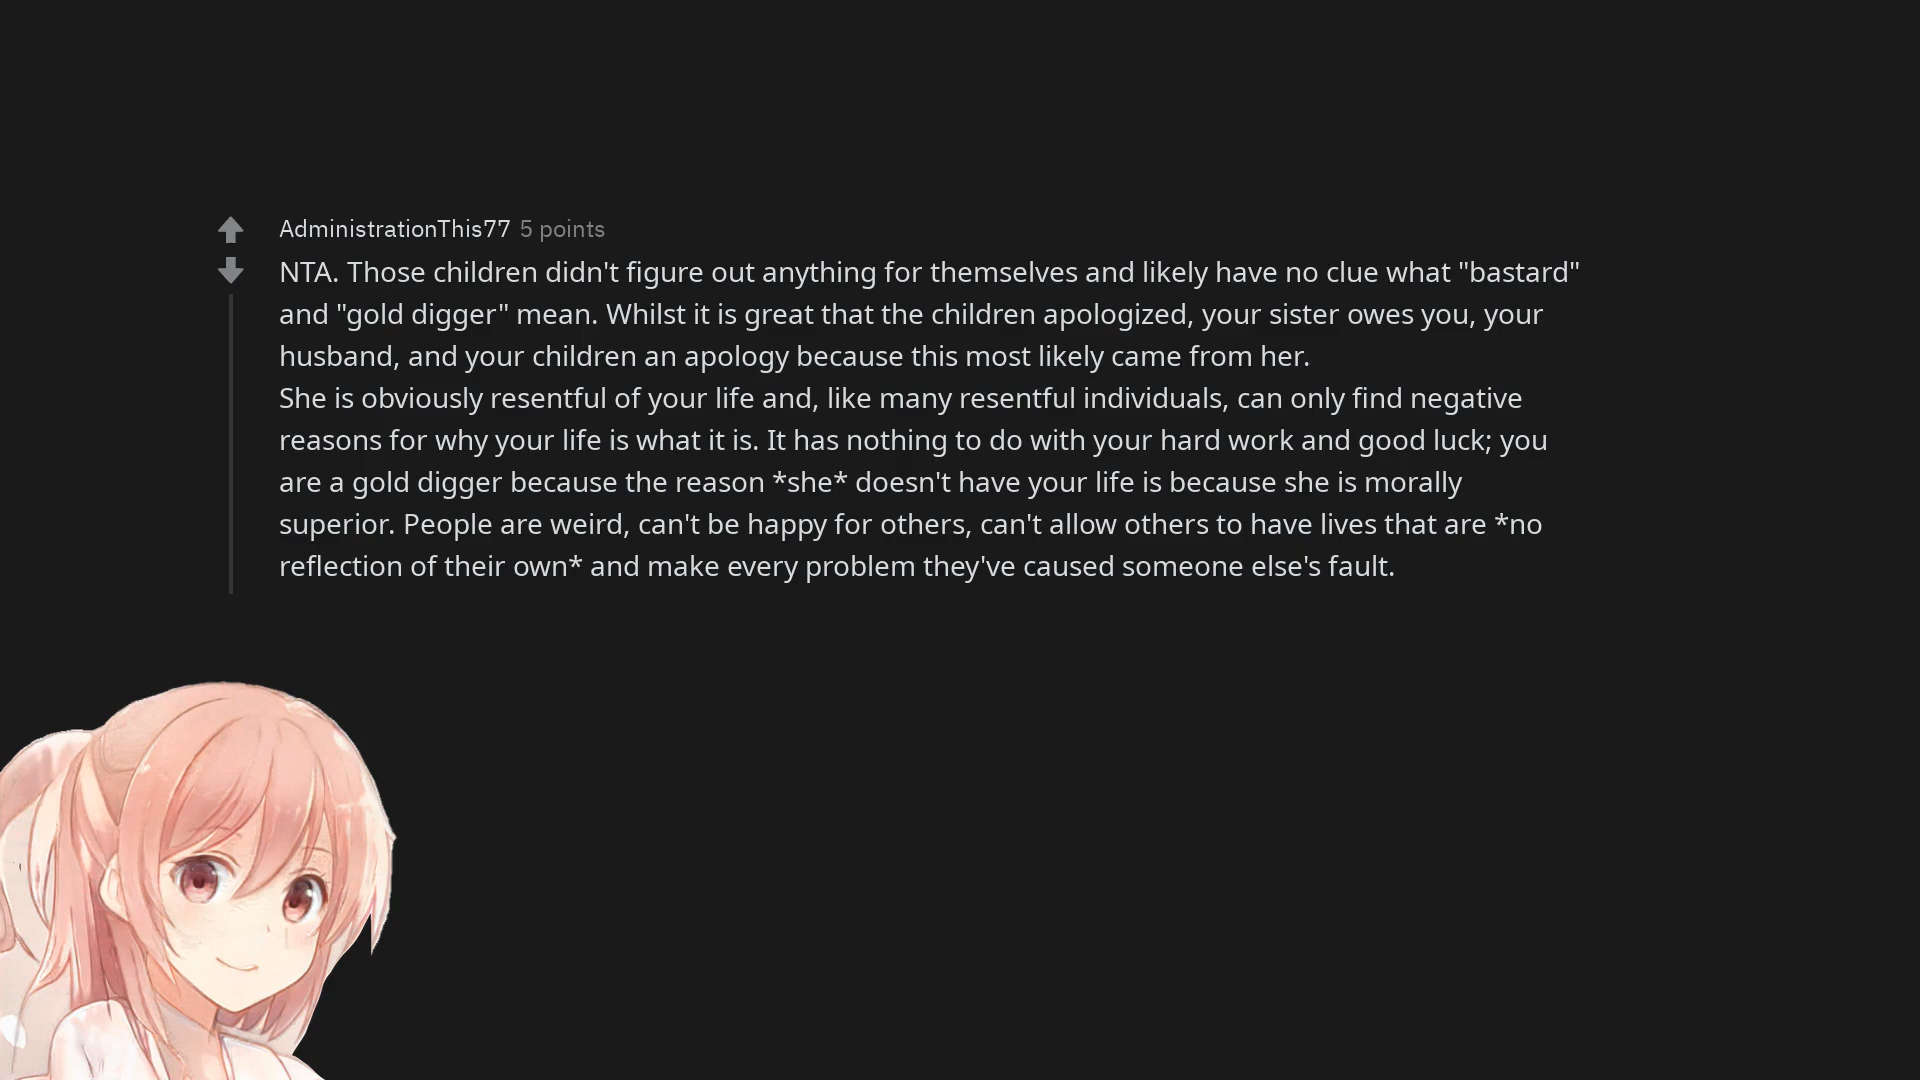 AdministrationThis77 5 points
NTA. Those children didn't figure out anything for themselves and likely have no clue what "bastard"
and "gold digger" mean. Whilst it is great that the children apologized, your sister owes you, your
husband, and your children an apology because this most likely came from her.
She is obviously resentful of your life and, like many resentful individuals, can only find negative
reasons for why your life is what it is. It has nothing to do with your hard work and good luck; you
are a gold digger because the reason *she* doesn't have your life is because she is morally
superior. People are weird, can't be happy for others, can't allow others to have lives that are *no
reflection of their own* and make every problem they've caused someone else's fault.